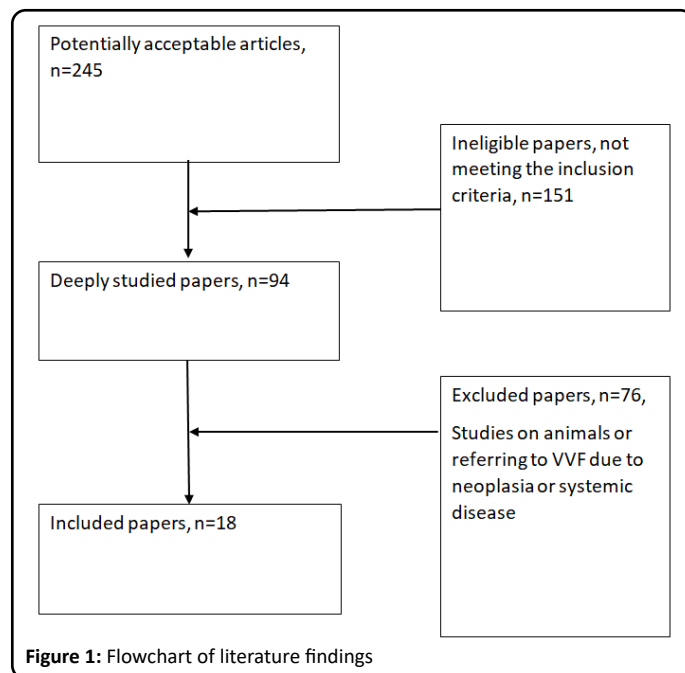 Potentially acceptable articles,
n=245
Ineligible papers, not
meeting the inclusion
criteria, n=151
Deeply studied papers, n=94
Excluded papers, n=76,
Studies on animals or
referring to VVF due to
neoplasia or systemic
disease
Included papers, n=18
Figure 1: Flowchart of literature findings